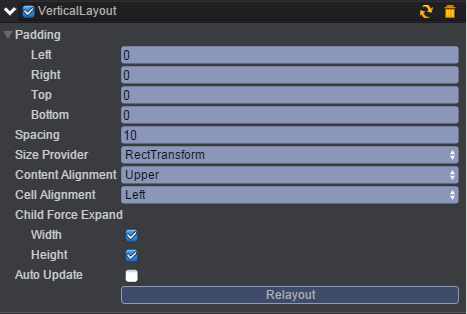 VerticalLayout
Padding
Left 0
Right 0
Top 0
Bottom 0
Spacing 10
Size Provider RectTransform
Content Alignment Upper
Cell Alignment Left
Child Force Expand
Width
Height
Auto Update
Relayout